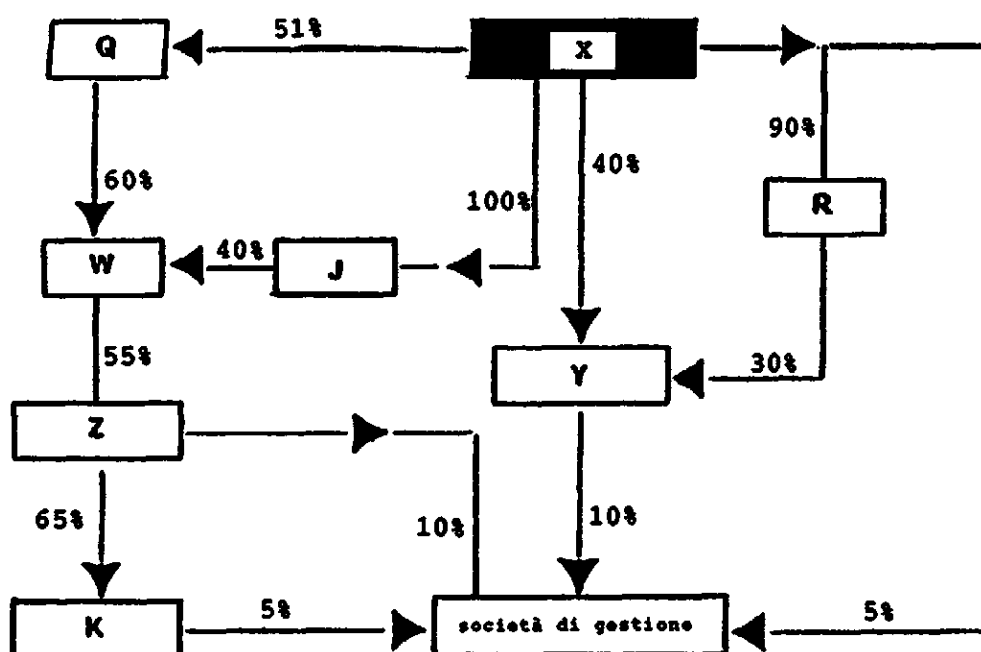 51%
Q
X
90%
40%
60%
100%
R
40%
W
J
55%
30%
Y
Z
65%
10%
10%
5%
5%
K
società di gestione